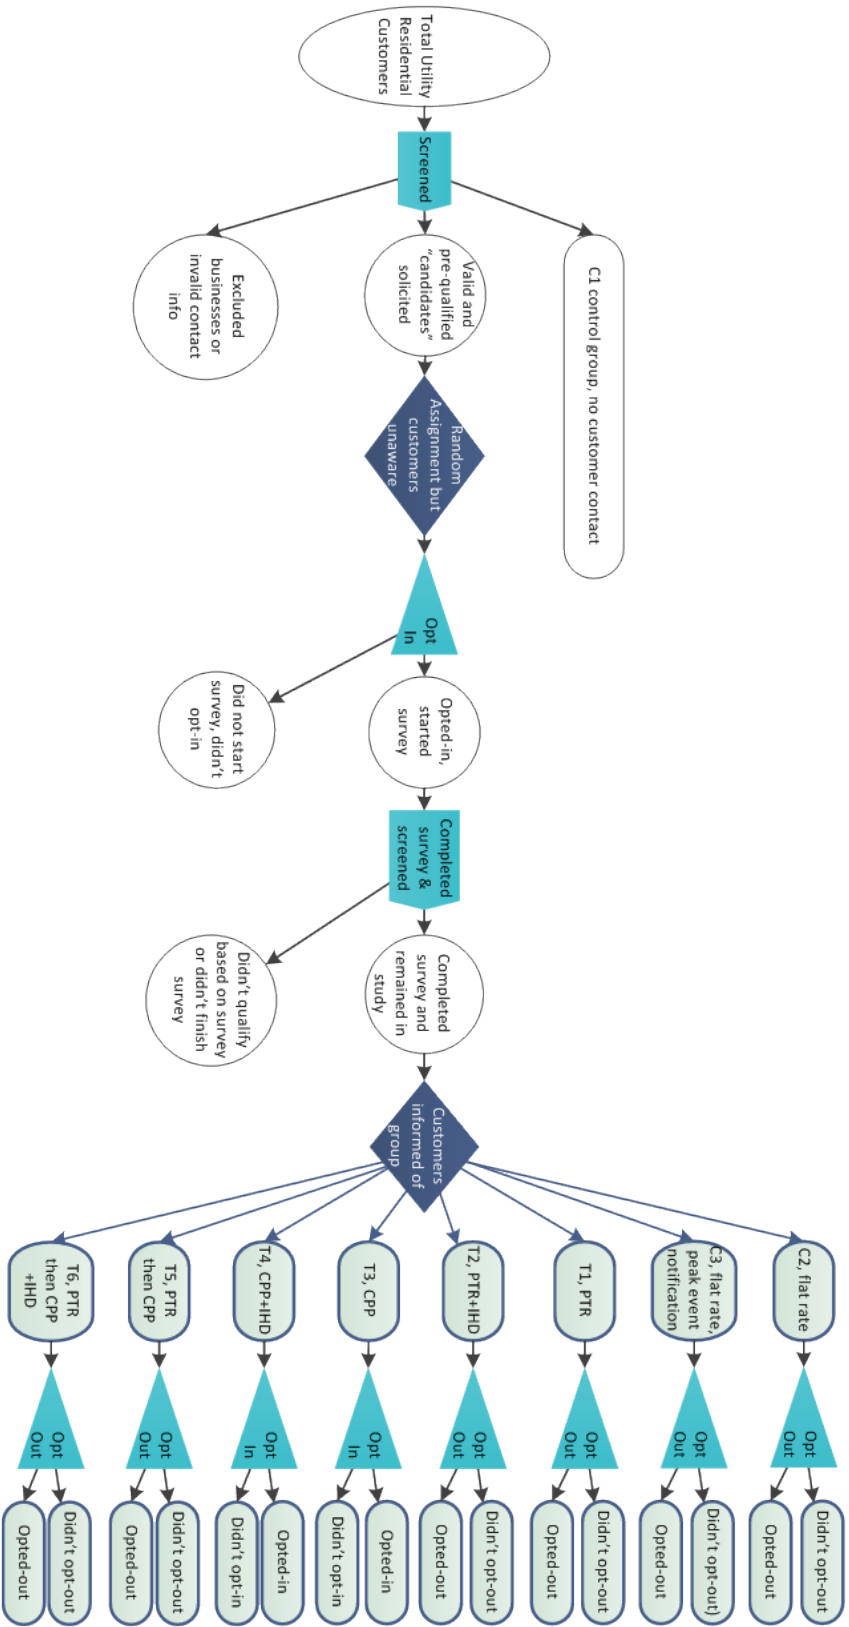 Total Utility
Residential
Customers
Screened
C1 control group, no customer contact
Valid and
pre-qualified
“candidates”
solicited
Excluded
businesses or
invalid contact
info
Random
Assignment but
customers
unaware
Opt
In
Opted-in,
started
survey
Did not start
survey, didn’t
opt-in
Completed
survey &
screened
Completed
survey and
remained in
study
Didn’t qualify
based on survey
or didn’t finish
survey
Customers
informed of
group
C2, flat rate
Opt
Out
Didn’t opt-out
Opted-out
C3, flat rate,
peak event
notification
Opt
Out
Didn’t opt-out)
Opted-out
T1, PTR
Opt
Out
Didn’t opt-out
Opted-out
T2, PTR+IHD
Opt
Out
Didn’t opt-out
Opted-out
T3, CPP
Opt
In
Opted-in
Didn’t opt-in
T4, CPP+IHD
Opt
In
Opted-in
Didn’t opt-in
T5, PTR
then CPP
Opt
Out
Didn’t opt-out
Opted-out
T6, PTR
then CPP
+IHD
Opt
Out
Didn’t opt-out
Opted-out